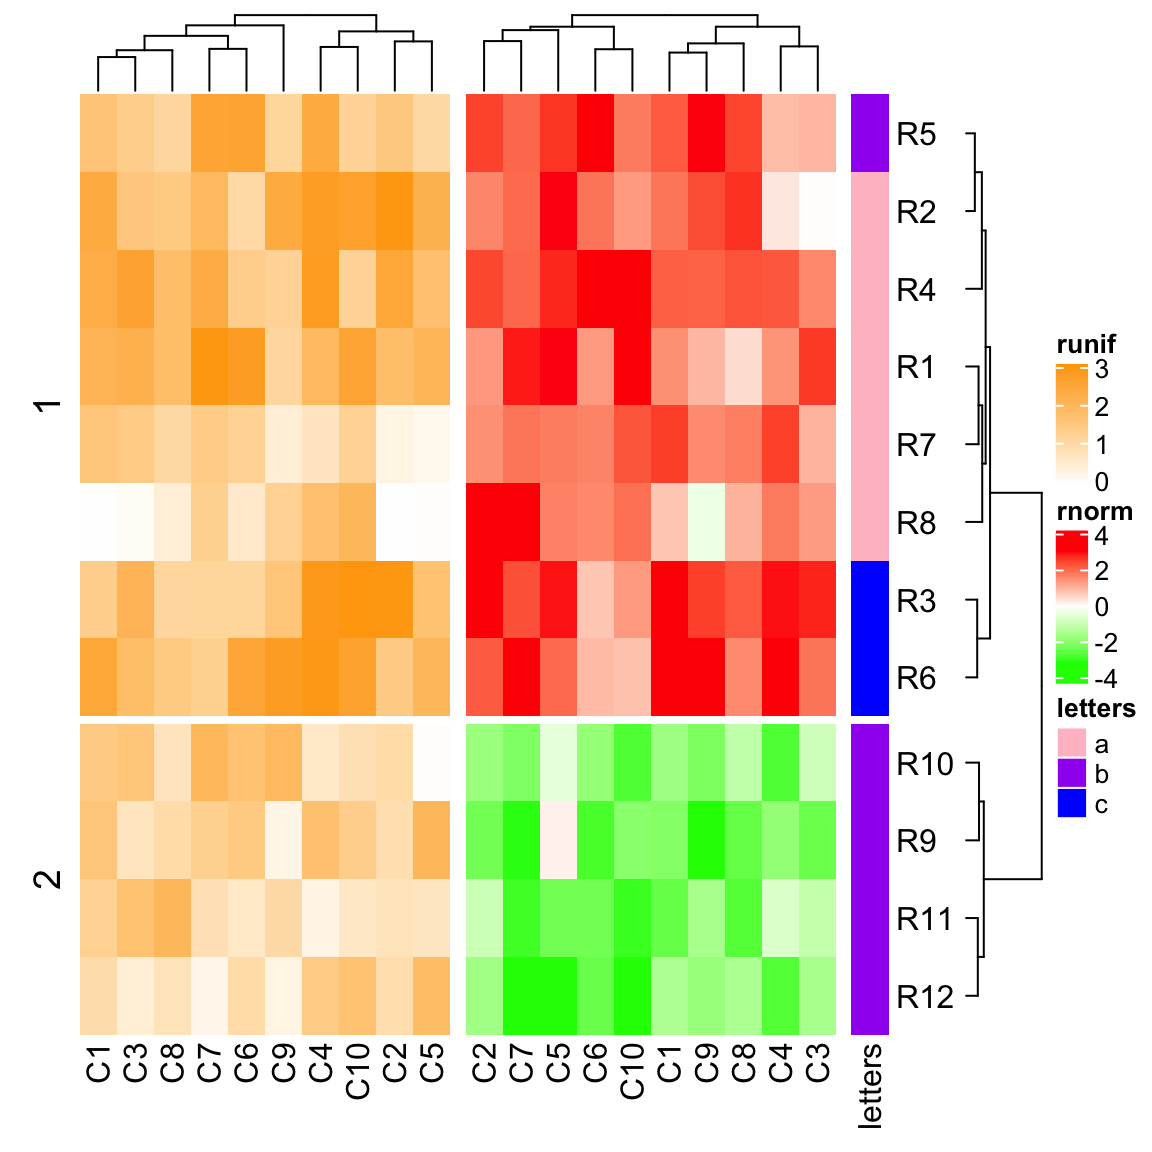 1
2
R5
R2
R4
R1
R7
R8
R3
R6
R10
R9
R11
R12
C1 C3 C8 C7 C6 C9 C4 C10 C2 C5
C2 C7 C5 C6 C10 C1 C9 C8 C4 C3
letters
runif
3
2
1
0
rnorm
4
2
0
-2
-4
letters
a
b
c